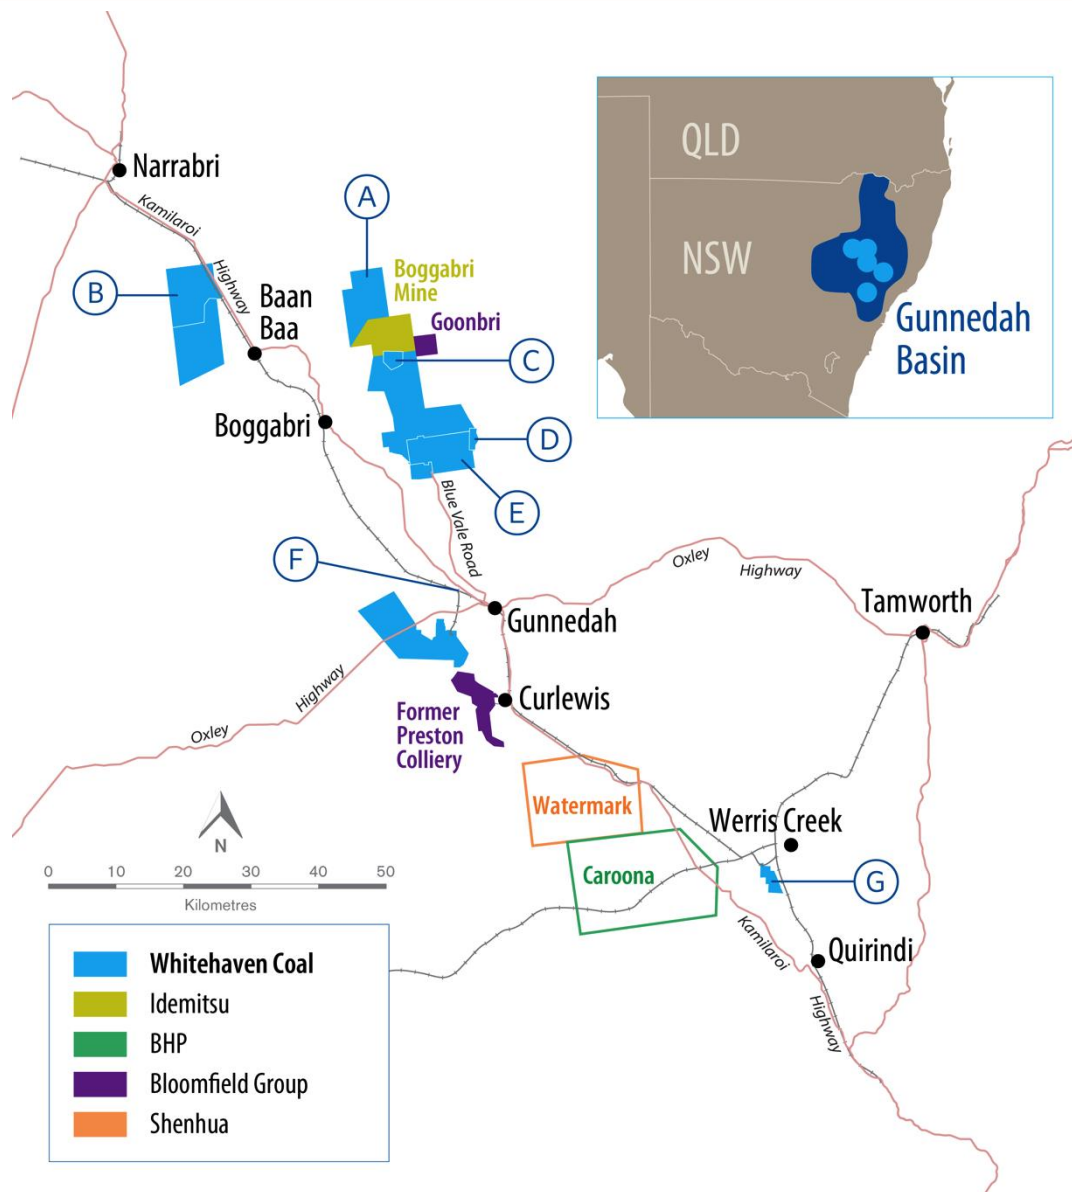 Narrabri
Kamilaroi
Highway
A
B
Baan
Baa
Boggabri
Mine
Goonbri
C
Boggabri
D
E
Blue Vale Road
F
Gunnedah
Oxley
Highway
Tamworth
Oxley
Highway
Curlewis
Former
Preston
Colliery
Watermark
Werris Creek
Caroona
G
Kamilaroi
Highway
Quirindi
QLD
NSW
Gunnedah
Basin
N
0 10 20 30 40 50
Kilometres
Whitehaven Coal
Idemitsu
BHP
Bloomfield Group
Shenhua